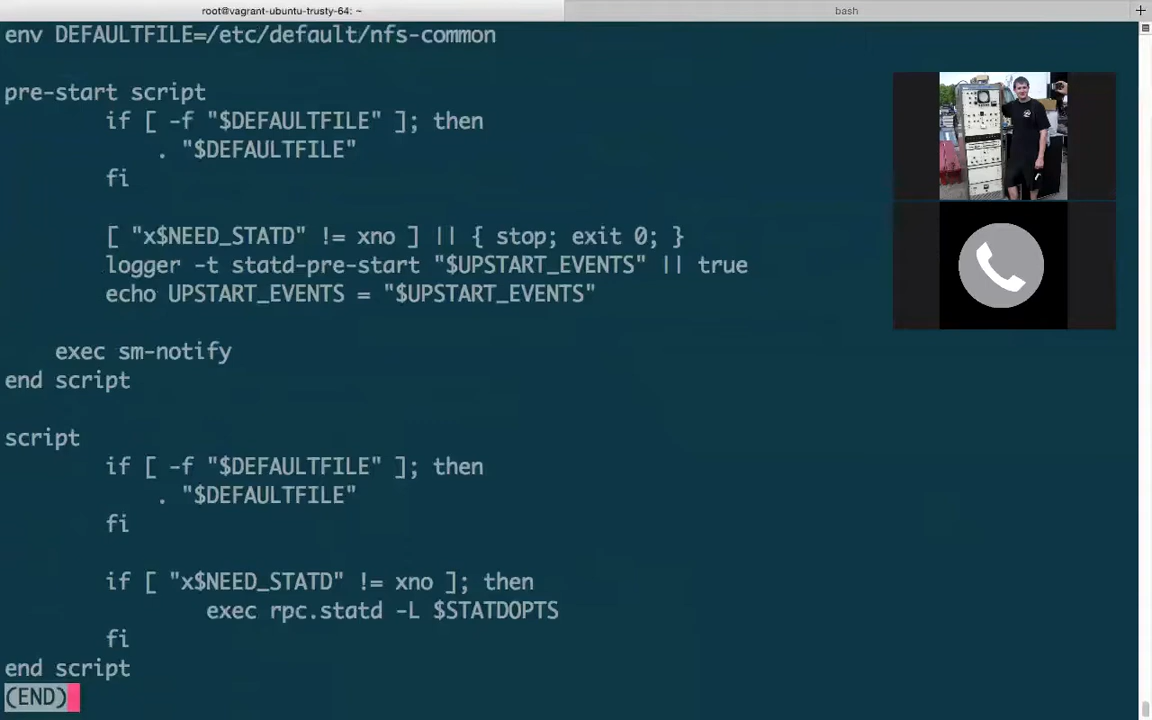 root@vagrant-ubuntu-trusty-64: ~
bash
env DEFAULTFILE=/etc/default/nfs-common
pre-start script
if [ -f "$DEFAULTFILE" ]; then
. "$DEFAULTFILE"
fi
[ "x$NEED_STATD" != xno ] || { stop; exit 0; }
logger -t statd-pre-start "$UPSTART_EVENTS" || true
echo UPSTART_EVENTS = "$UPSTART_EVENTS"
exec sm-notify
end script
script
if [ -f "$DEFAULTFILE" ]; then
. "$DEFAULTFILE"
fi
if [ "x$NEED_STATD" != xno ]; then
exec rpc.statd -L $STATDOPTS
fi
end script
(END)